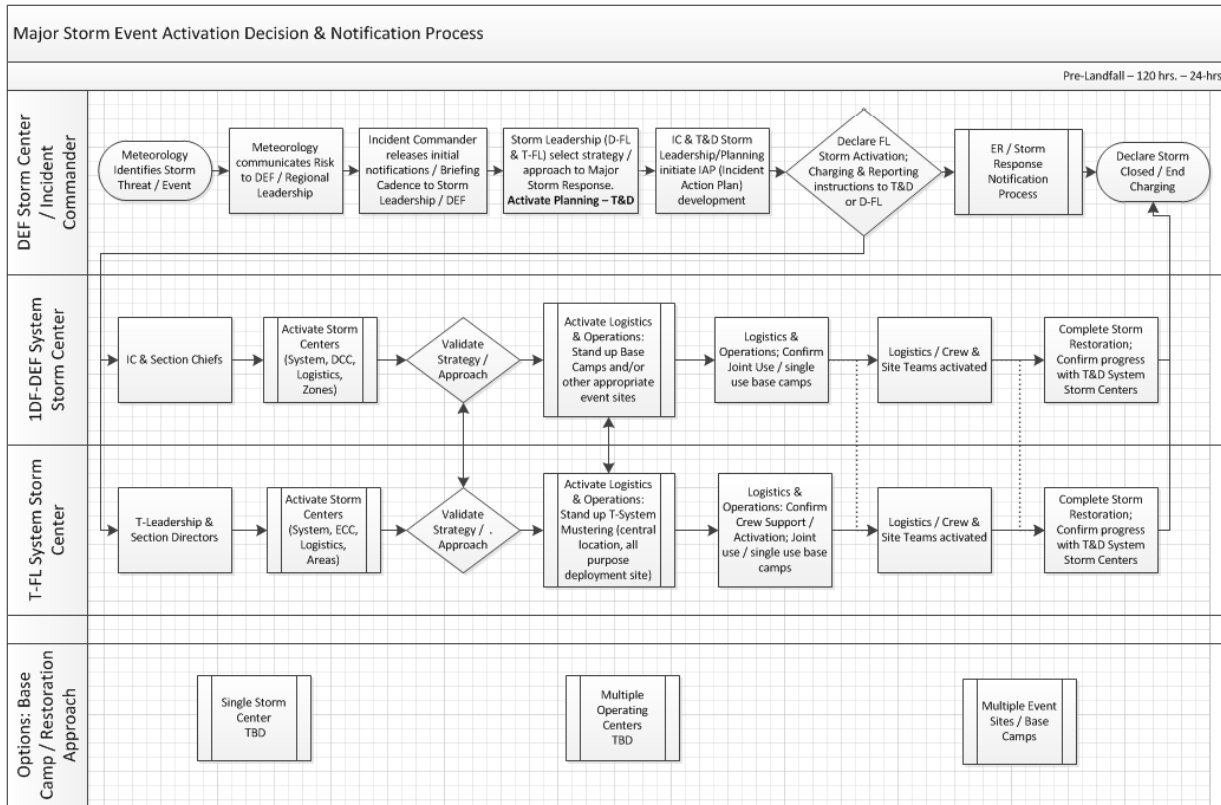 Major Storm Event Activation Decision & Notification Process
Pre-Landfall – 120 hrs. – 24-hrs
DEF Storm Center
/ Incident
Commander
Meteorology
Identifies Storm
Threat / Event
Meteorology
communicates Risk
to DEF / Regional
Leadership
Incident Commander
releases initial
notifications / Briefing
Cadence to Storm
Leadership / DEF
Storm Leadership (D-FL
& T-FL) select strategy /
approach to Major
Storm Response.
Activate Planning – T&D
IC & T&D Storm
Leadership/Planning
initiate IAP (Incident
Action Plan)
development
Declare FL
Storm Activation;
Charging & Reporting
instructions to T&D
or D-FL
ER / Storm
Response
Notification
Process
Declare Storm
Closed / End
Charging
1DF-DEF System
Storm Center
IC & Section Chiefs
Activate Storm
Centers
(System, DCC,
Logistics,
Zones)
Validate
Strategy /
Approach
Activate Logistics
& Operations:
Stand up Base
Camps and/or
other appropriate
event sites
Logistics &
Operations; Confirm
Joint Use / single
use base camps
Logistics / Crew &
Site Teams activated
Complete Storm
Restoration;
Confirm progress
with T&D System
Storm Centers
T-FL System Storm
Center
T-Leadership &
Section Directors
Activate Storm
Centers
(System, ECC,
Logistics,
Areas)
Validate
Strategy / .
Approach
Activate Logistics
& Operations:
Stand up T-System
Mustering (central
location, all
purpose
deployment site)
Logistics &
Operations: Confirm
Crew Support /
Activation; Joint
use / single use base
camps
Logistics / Crew &
Site Teams activated
Complete Storm
Restoration;
Confirm progress
with T&D System
Storm Centers
Options: Base
Camp / Restoration
Approach
Single Storm
Center
TBD
Multiple
Operating
Centers
TBD
Multiple Event
Sites / Base
Camps